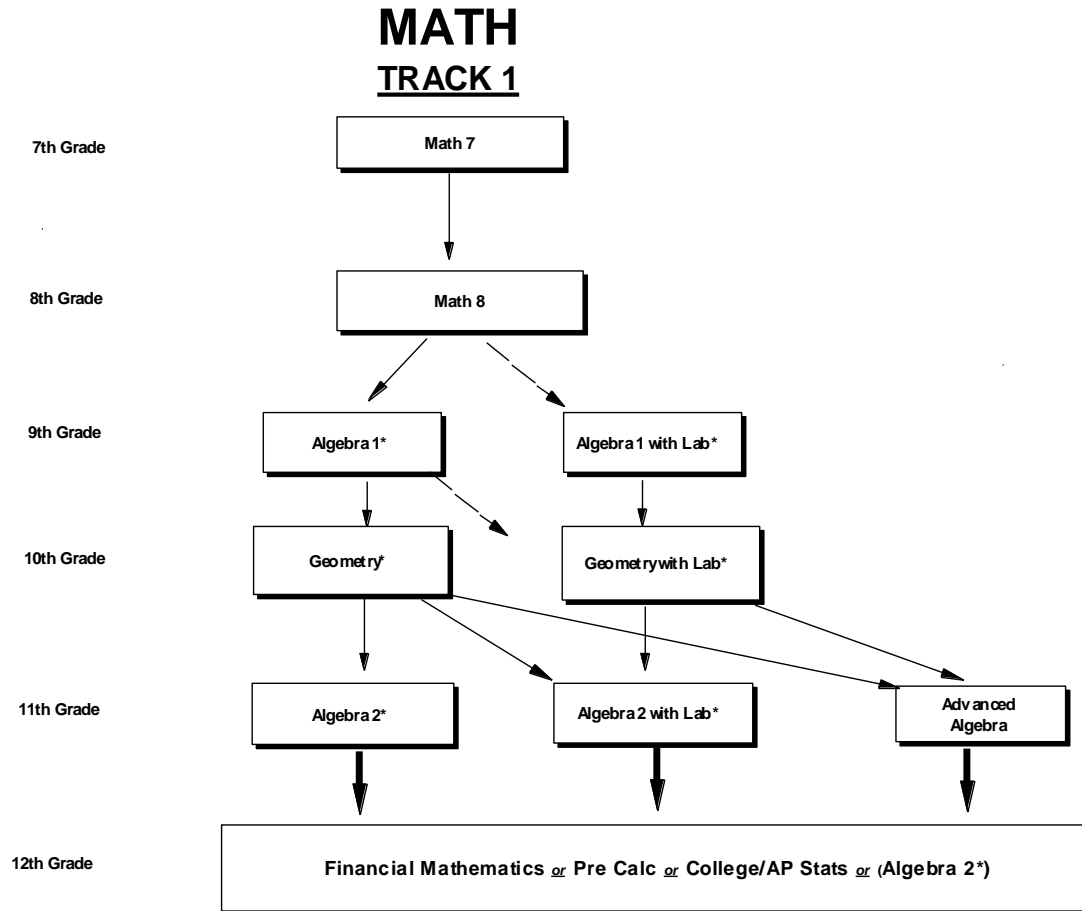 MATH
TRACK 1
7th Grade
Math 7
8th Grade
Math 8
9th Grade
Algebra 1*
Algebra 1 with Lab*
10th Grade
Geometry*
Geometry with Lab*
11th Grade
Algebra 2*
Algebra 2 with Lab*
Advanced
Algebra
12th Grade
Financial Mathematics or Pre Calc or College/AP Stats or (Algebra 2*)